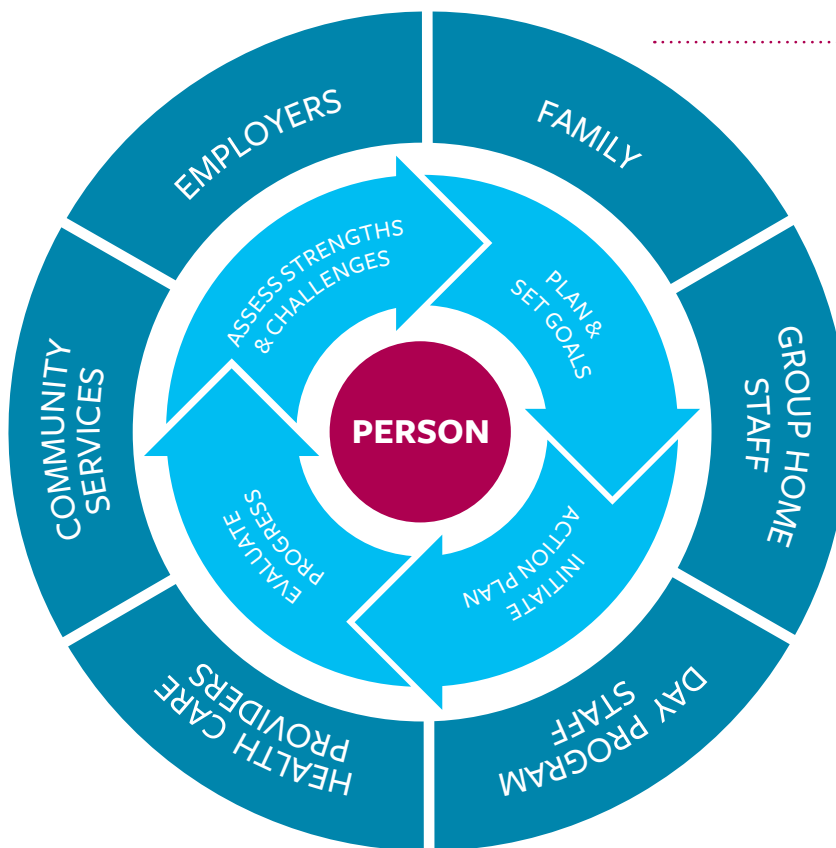 EMPLOYERS
FAMILY
GROUP HOME
STAFF
DAY PROGRAM
STAFF
HEALTH CARE
PROVIDERS
COMMUNITY
SERVICES
ASSESS STRENGTHS
& CHALLENGES
PLAN &
SET GOALS
INITIATE
ACTION PLAN
EVALUATE
PROGRESS
PERSON